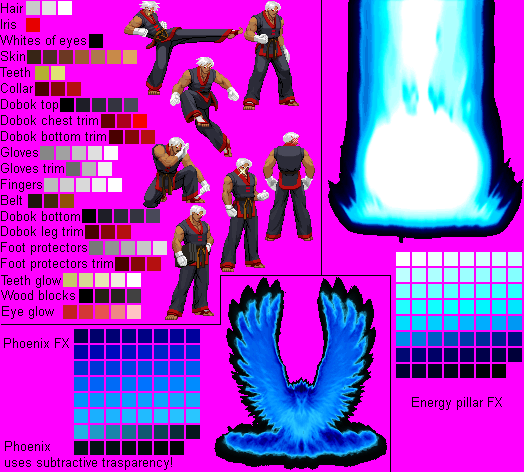 Hair
Iris
Whites of eyes
Skin
Teeth
Collar
Dobok top
Dobok chest trim
Dobok bottom trim
Gloves
Gloves trim
Fingers
Belt
Dobok bottom
Dobok leg trim
Foot protectors
Foot protectors trim
Teeth glow
Wood blocks
Eye glow
Phoenix FX
Phoenix
uses subtractive trasparency!
Energy pillar FX